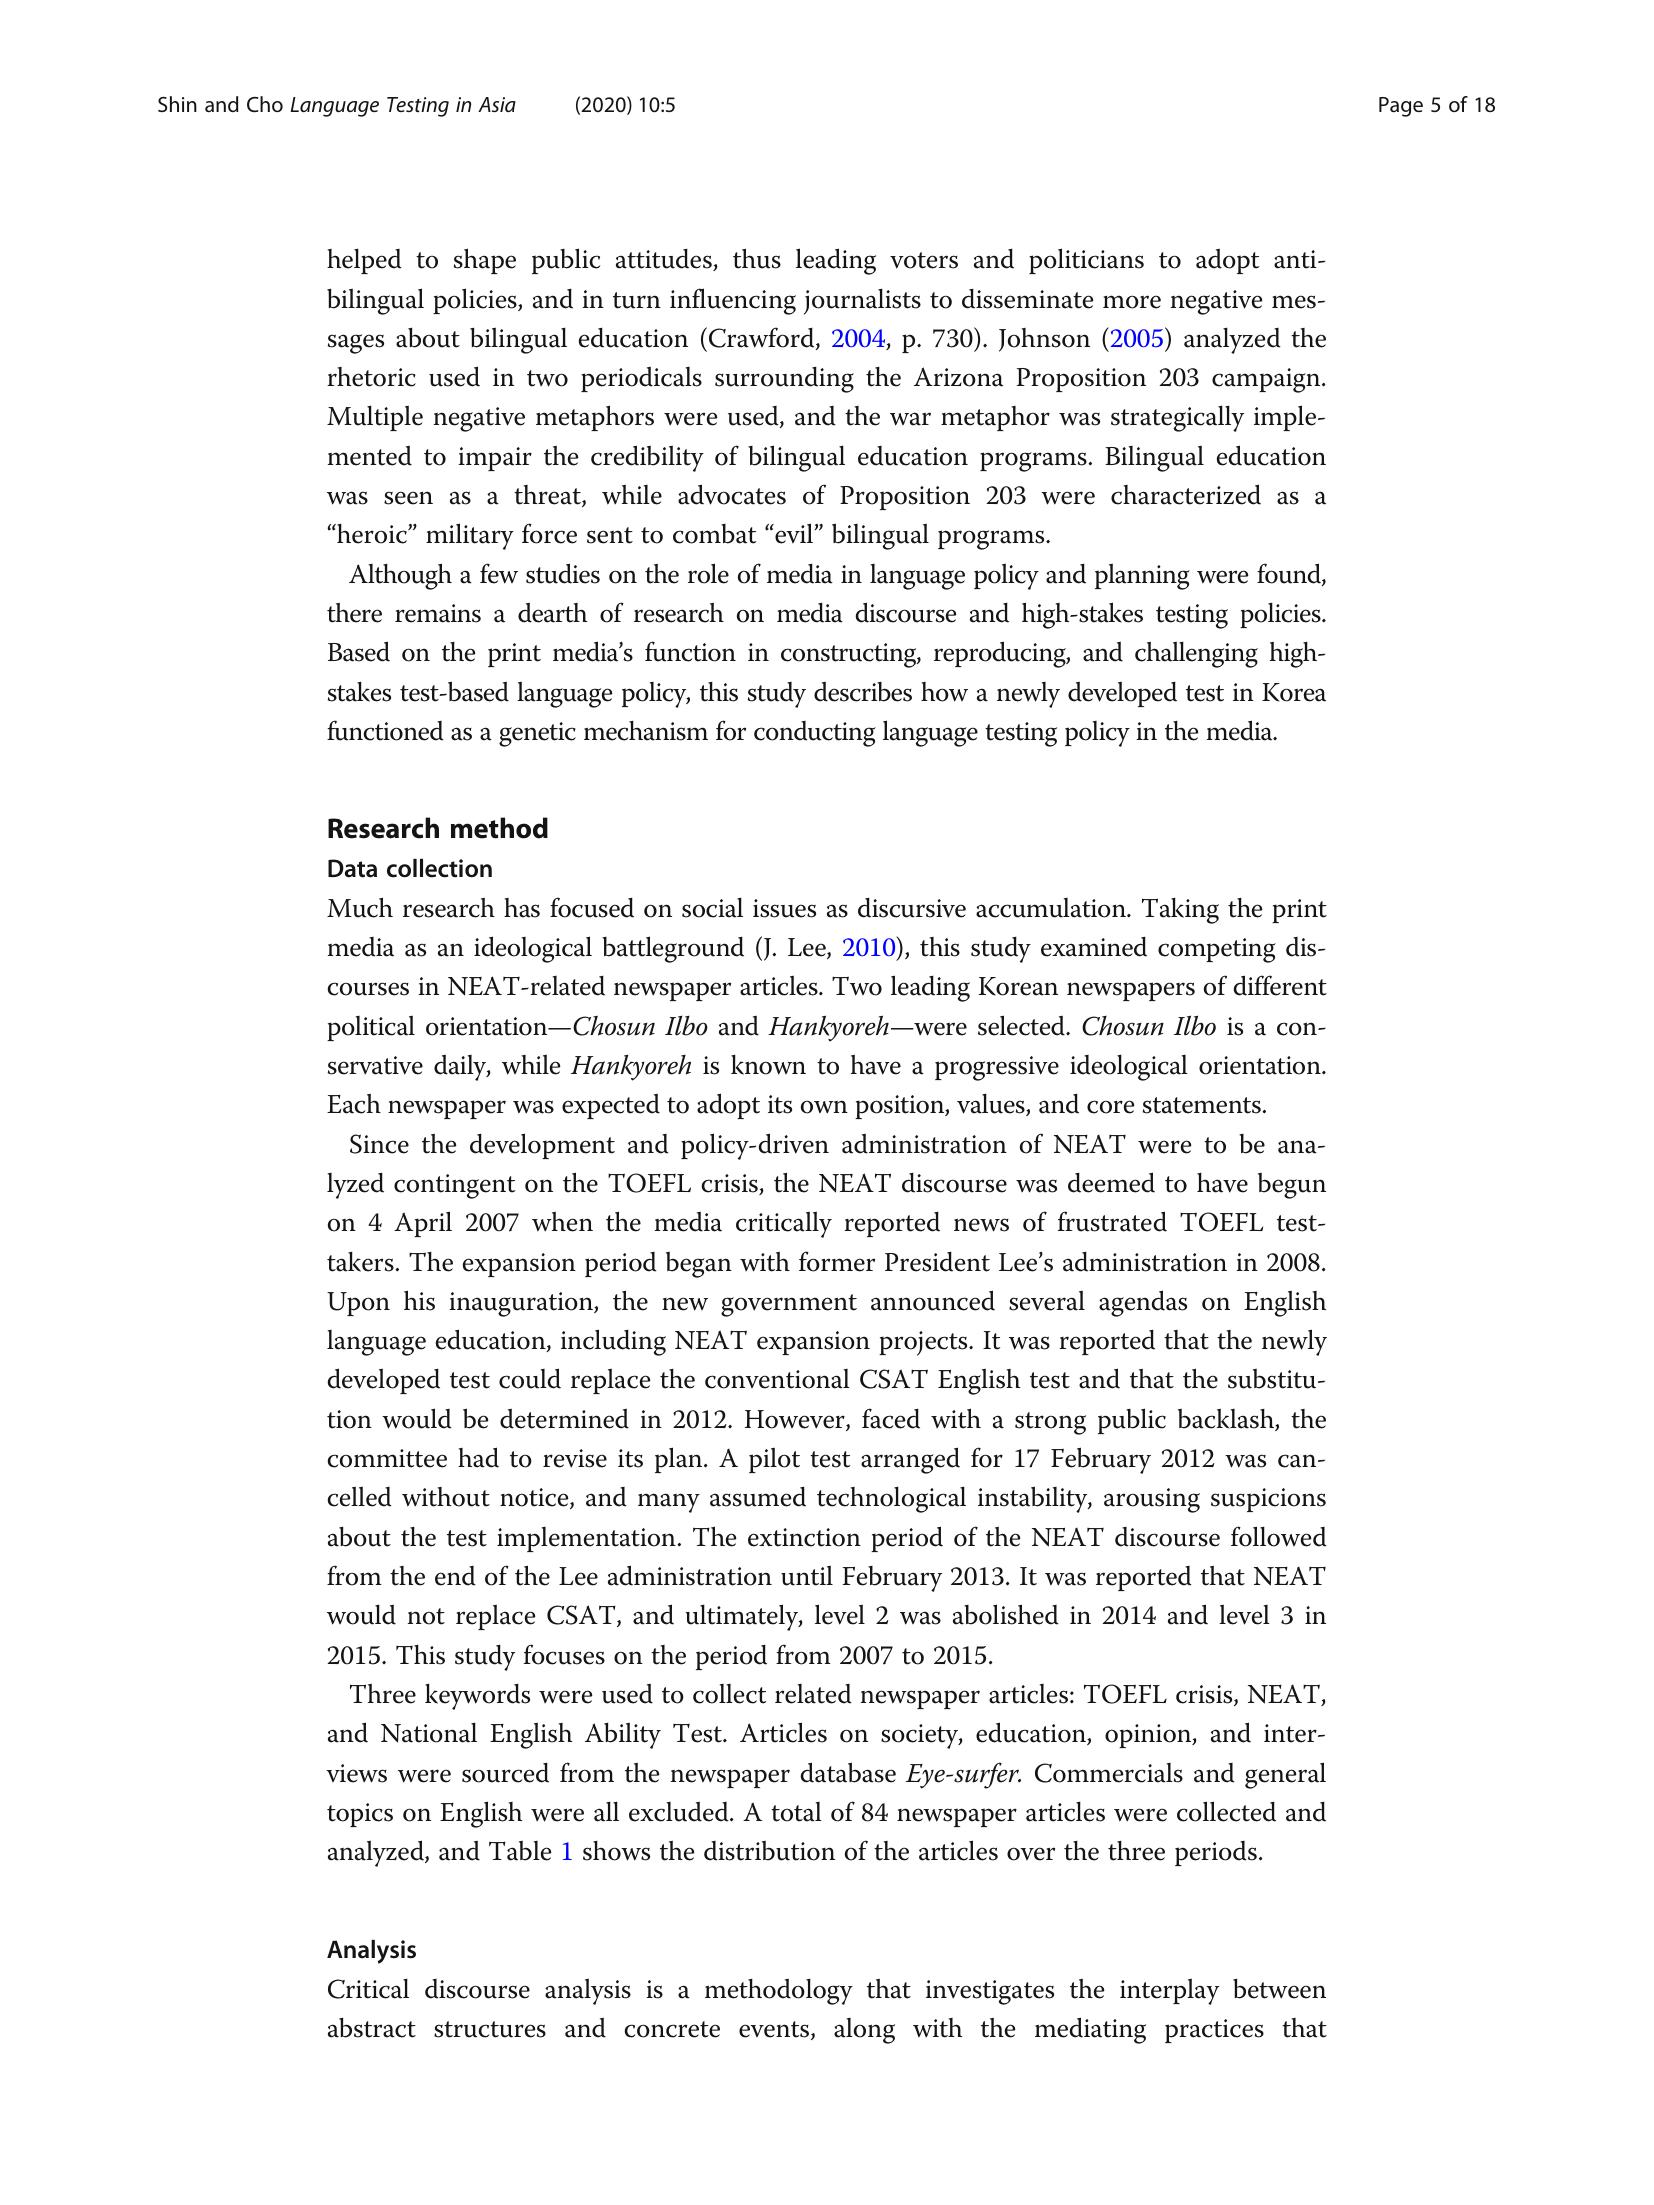 Shin and Cho Language Testing in Asia (2020) 10:5 Page 5 of 18
helped to shape public attitudes, thus leading voters and politicians to adopt anti-
bilingual policies, and in turn influencing journalists to disseminate more negative mes-
sages about bilingual education (Crawford, 2004, p. 730). Johnson (2005) analyzed the
rhetoric used in two periodicals surrounding the Arizona Proposition 203 campaign.
Multiple negative metaphors were used, and the war metaphor was strategically imple-
mented to impair the credibility of bilingual education programs. Bilingual education
was seen as a threat, while advocates of Proposition 203 were characterized as a
“heroic” military force sent to combat “evil” bilingual programs.
Although a few studies on the role of media in language policy and planning were found,
there remains a dearth of research on media discourse and high-stakes testing policies.
Based on the print media’s function in constructing, reproducing, and challenging high-
stakes test-based language policy, this study describes how a newly developed test in Korea
functioned as a genetic mechanism for conducting language testing policy in the media.
Research method
Data collection
Much research has focused on social issues as discursive accumulation. Taking the print
media as an ideological battleground (J. Lee, 2010), this study examined competing dis-
courses in NEAT-related newspaper articles. Two leading Korean newspapers of different
political orientation—Chosun Ilbo and Hankyoreh—were selected. Chosun Ilbo is a con-
servative daily, while Hankyoreh is known to have a progressive ideological orientation.
Each newspaper was expected to adopt its own position, values, and core statements.
Since the development and policy-driven administration of NEAT were to be ana-
lyzed contingent on the TOEFL crisis, the NEAT discourse was deemed to have begun
on 4 April 2007 when the media critically reported news of frustrated TOEFL test-
takers. The expansion period began with former President Lee’s administration in 2008.
Upon his inauguration, the new government announced several agendas on English
language education, including NEAT expansion projects. It was reported that the newly
developed test could replace the conventional CSAT English test and that the substitu-
tion would be determined in 2012. However, faced with a strong public backlash, the
committee had to revise its plan. A pilot test arranged for 17 February 2012 was can-
celled without notice, and many assumed technological instability, arousing suspicions
about the test implementation. The extinction period of the NEAT discourse followed
from the end of the Lee administration until February 2013. It was reported that NEAT
would not replace CSAT, and ultimately, level 2 was abolished in 2014 and level 3 in
2015. This study focuses on the period from 2007 to 2015.
Three keywords were used to collect related newspaper articles: TOEFL crisis, NEAT,
and National English Ability Test. Articles on society, education, opinion, and inter-
views were sourced from the newspaper database Eye-surfer. Commercials and general
topics on English were all excluded. A total of 84 newspaper articles were collected and
analyzed, and Table 1 shows the distribution of the articles over the three periods.
Analysis
Critical discourse analysis is a methodology that investigates the interplay between
abstract structures and concrete events, along with the mediating practices that